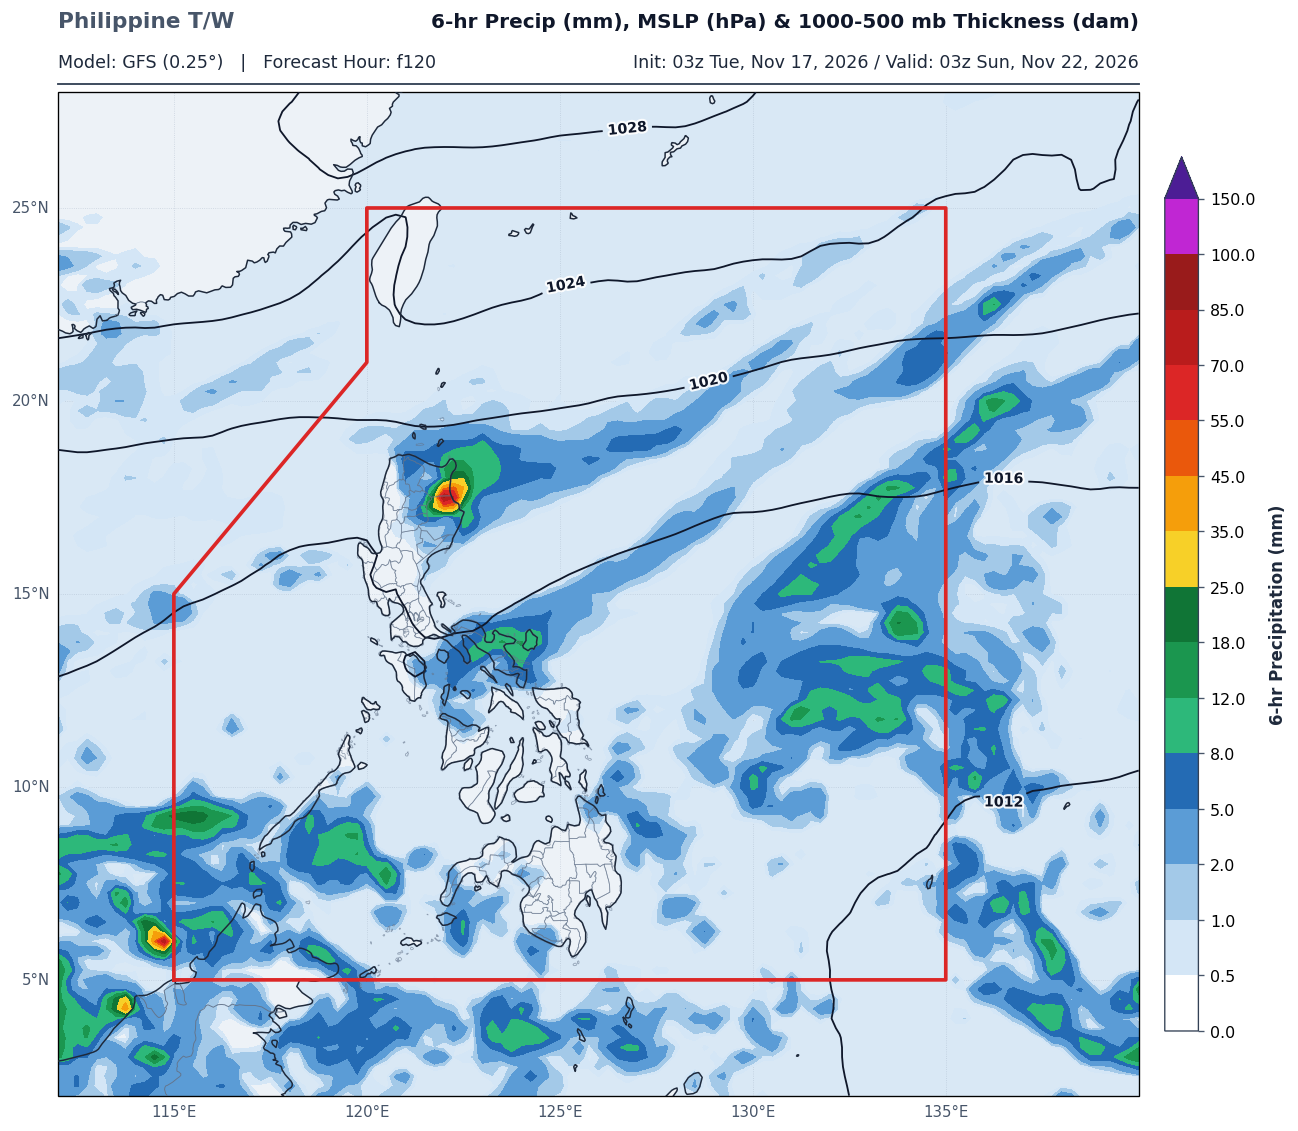 Philippine T/W
6-hr Precip (mm), MSLP (hPa) & 1000-500 mb Thickness (dam)
Model: GFS (0.25°) | Forecast Hour: f120
Init: 03z Tue, Nov 17, 2026 / Valid: 03z Sun, Nov 22, 2026
1028
1024
1020
1016
1012
25°N
20°N
15°N
10°N
5°N
115°E
120°E
125°E
130°E
135°E
150.0
100.0
85.0
70.0
55.0
45.0
35.0
25.0
18.0
12.0
8.0
5.0
2.0
1.0
0.5
0.0
6-hr Precipitation (mm)